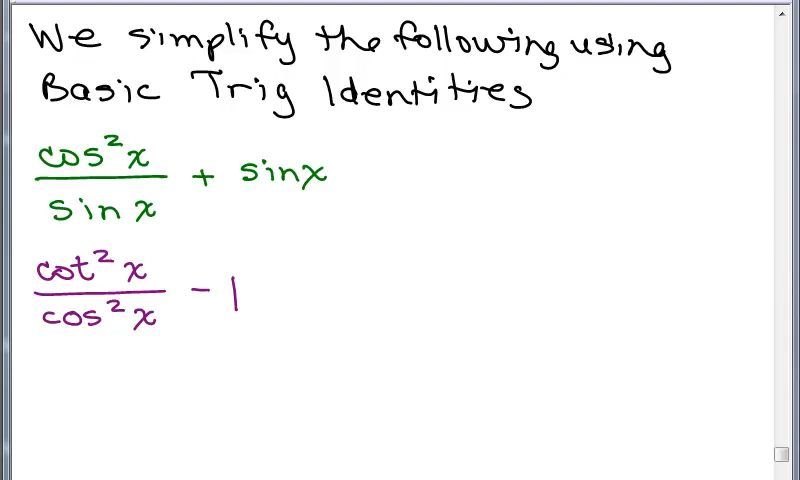 We simplify the following using
Basic Trig Identities
cos²x
sin x
+ sinx
cot²x
cos²x
- 1